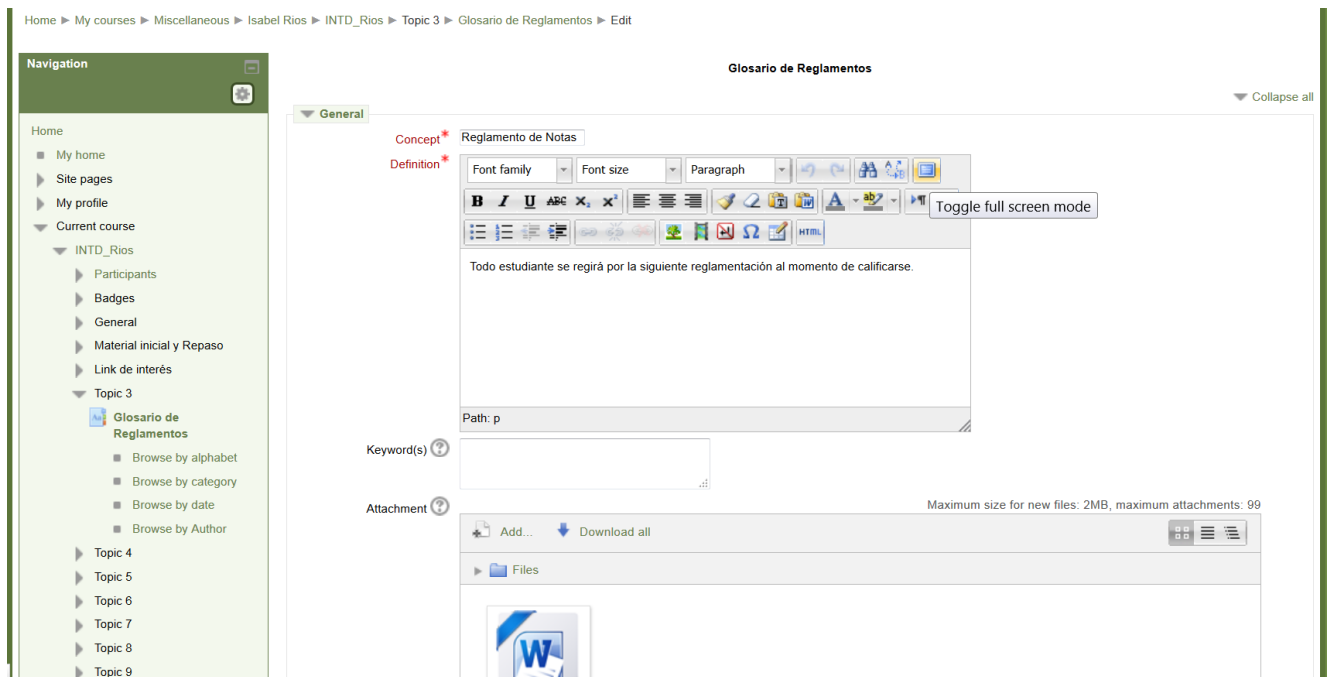 Home ► My courses ► Miscellaneous ► Isabel Rios ► INTD_Rios ► Topic 3 ► Glosario de Reglamentos ► Edit
Navigation
Home
My home
Site pages
My profile
Current course
INTD_Rios
Participants
Badges
General
Material inicial y Repaso
Link de interés
Topic 3
Glosario de
Reglamentos
Browse by alphabet
Browse by category
Browse by date
Browse by Author
Topic 4
Topic 5
Topic 6
Topic 7
Topic 8
Topic 9
Glosario de Reglamentos
Collapse all
General
Concept* Reglamento de Notas
Definition*
Font family Font size Paragraph
B I U ABC X₂ X² A ab
Toggle full screen mode
Ω HTML
Todo estudiante se regirá por la siguiente reglamentación al momento de calificarse.
Path: p
Keyword(s) ?
Attachment ?
Maximum size for new files: 2MB, maximum attachments: 99
Add... Download all
Files
W